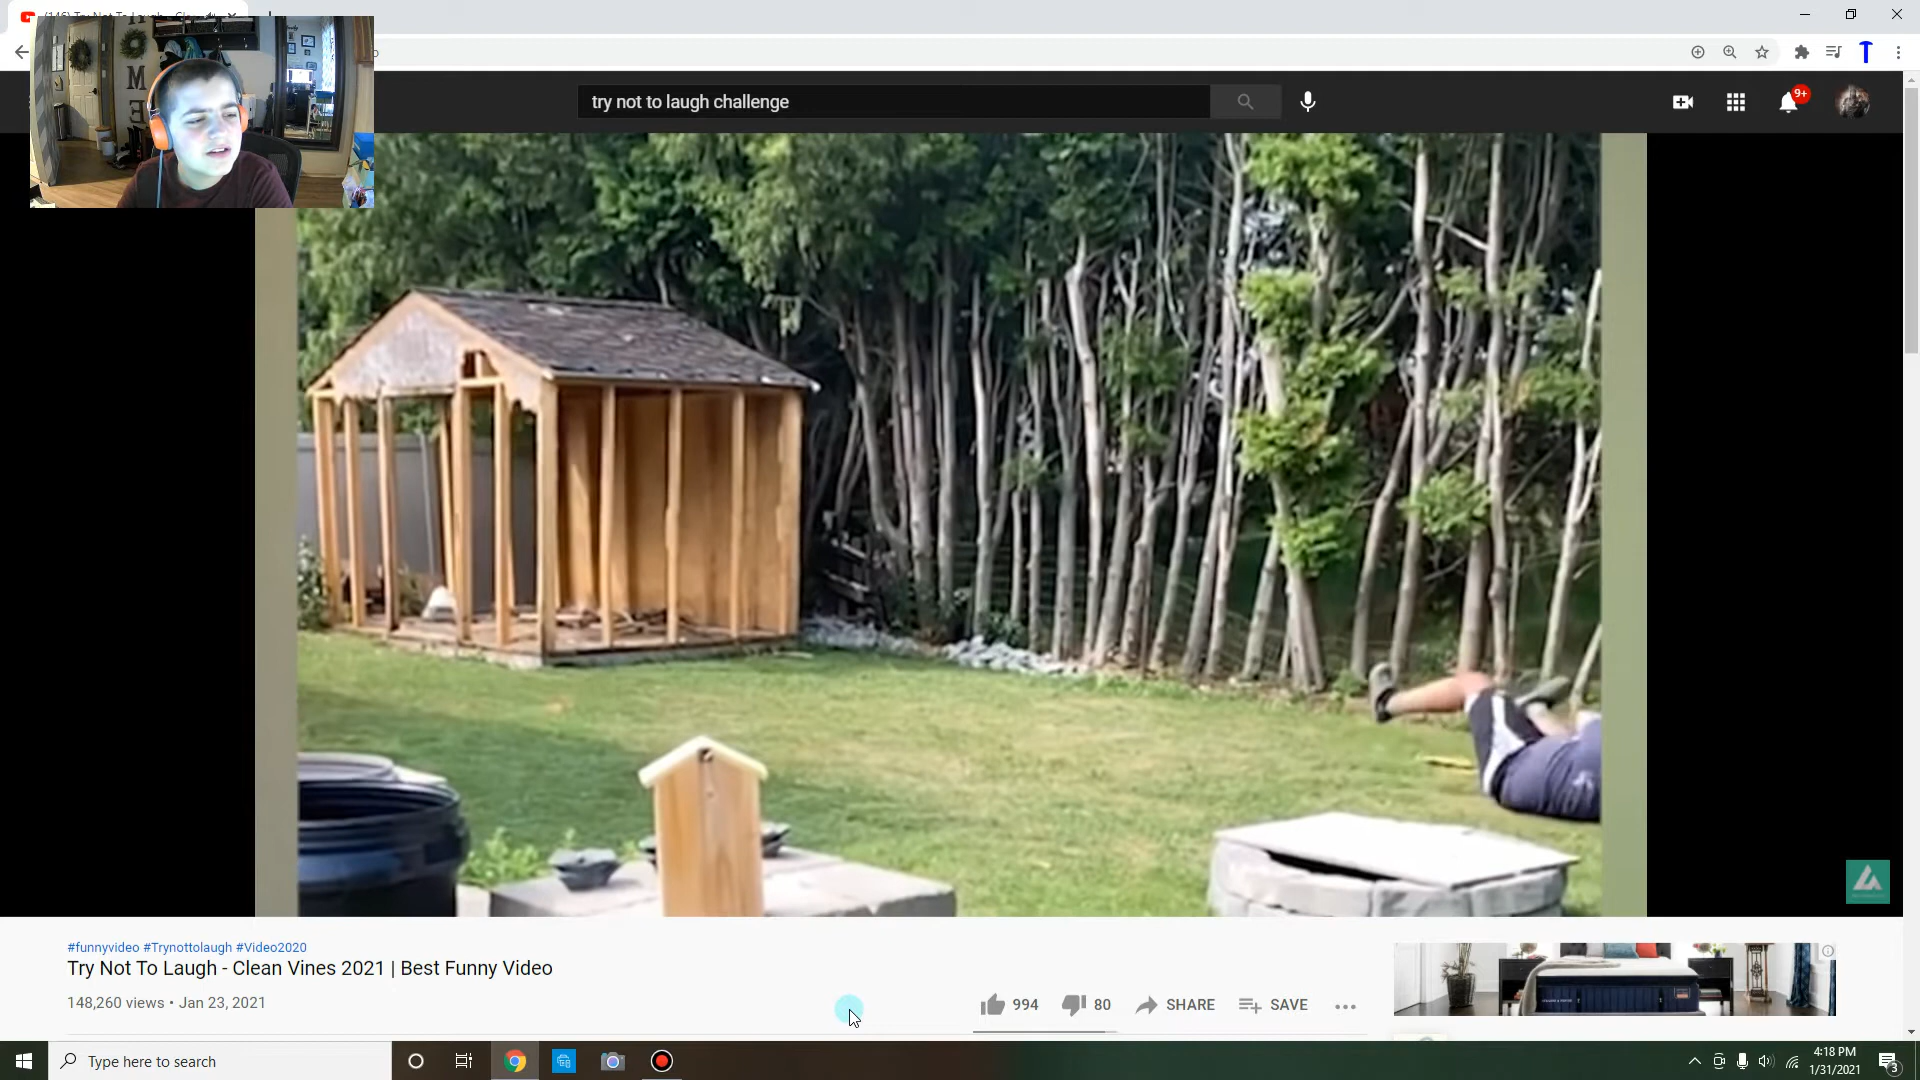 try not to laugh challenge
9+
M
E
#funnyvideo #Trynottolaugh #Video2020
Try Not To Laugh - Clean Vines 2021 | Best Funny Video
148,260 views • Jan 23, 2021
994
80
SHARE
SAVE
Type here to search
4:18 PM
1/31/2021
3